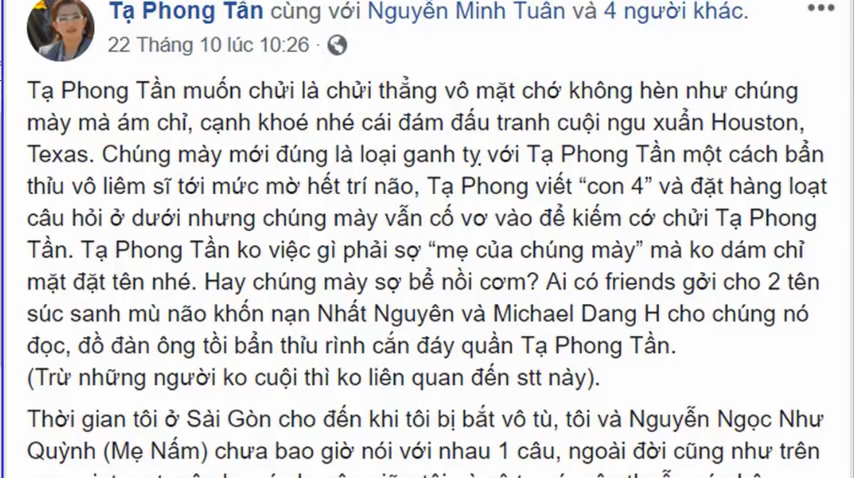 Tạ Phong Tần cùng với Nguyễn Minh Tuân và 4 người khác.
22 Tháng 10 lúc 10:26 ·
Tạ Phong Tần muốn chửi là chửi thẳng vô mặt chớ không hèn như chúng
mày mà ám chỉ, cạnh khoé nhé cái đám đấu tranh cuội ngu xuẩn Houston,
Texas. Chúng mày mới đúng là loại ganh tỵ với Tạ Phong Tần một cách bẩn
thỉu vô liêm sĩ tới mức mờ hết trí não, Tạ Phong viết “con 4” và đặt hàng loạt
câu hỏi ở dưới nhưng chúng mày vẫn cố vơ vào để kiếm cớ chửi Tạ Phong
Tần. Tạ Phong Tần ko việc gì phải sợ “mẹ của chúng mày” mà ko dám chỉ
mặt đặt tên nhé. Hay chúng mày sợ bể nồi cơm? Ai có friends gởi cho 2 tên
súc sanh mù não khốn nạn Nhất Nguyên và Michael Dang H cho chúng nó
đọc, đồ đàn ông tồi bẩn thỉu rình cắn đáy quần Tạ Phong Tần.
(Trừ những người ko cuội thì ko liên quan đến stt này).
Thời gian tôi ở Sài Gòn cho đến khi tôi bị bắt vô tù, tôi và Nguyễn Ngọc Như
Quỳnh (Mẹ Nấm) chưa bao giờ nói với nhau 1 câu, ngoài đời cũng như trên